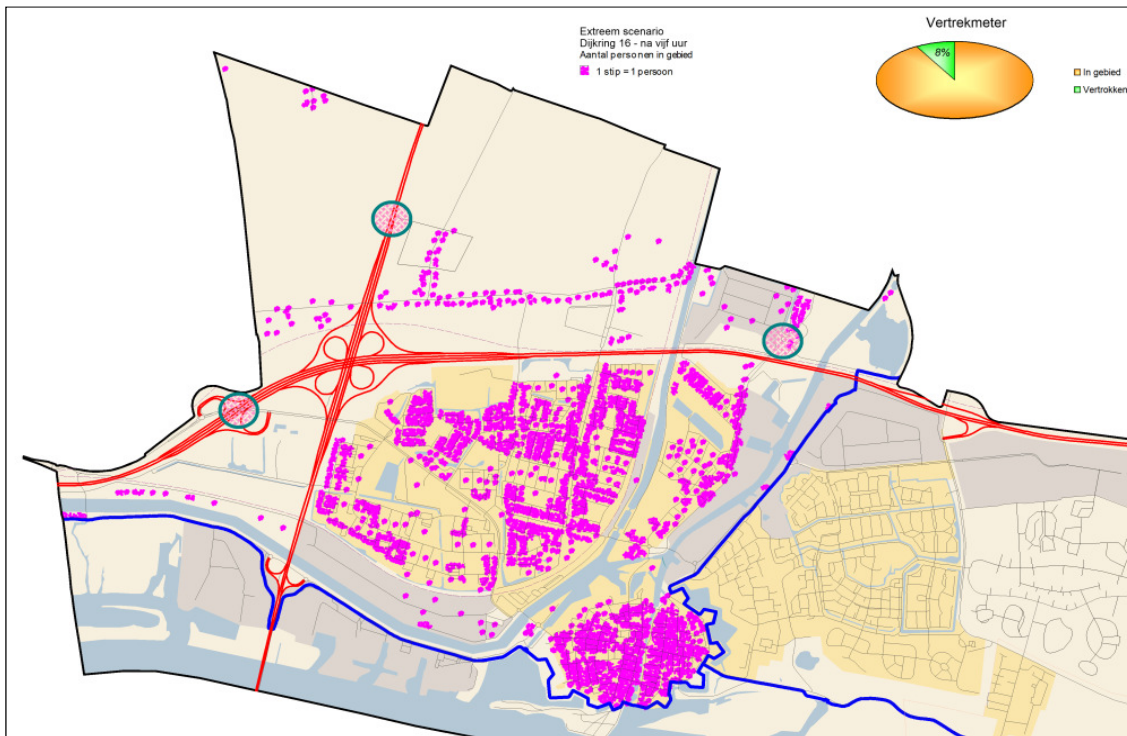 Extreem scenario
Dijkring 16 - na vijf uur
Aantal personen in gebied
1 stip = 1 persoon
Vertrekmeter
8%
In gebied
Vertrokken